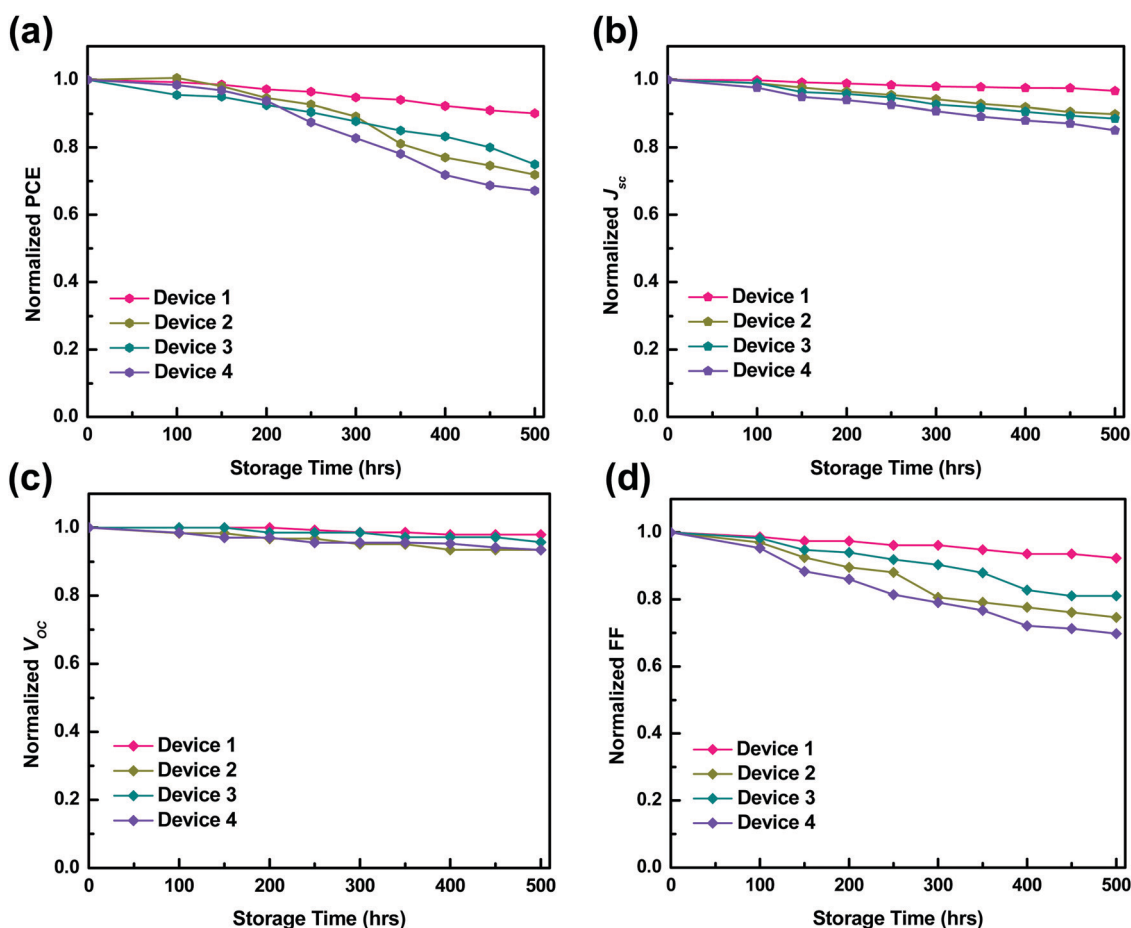 (a)
Normalized PCE
1.0
0.8
0.6
0.4
0.2
0.0
Device 1
Device 2
Device 3
Device 4
0 100 200 300 400 500
Storage Time (hrs)
(b)
Normalized Jsc
1.0
0.8
0.6
0.4
0.2
0.0
Device 1
Device 2
Device 3
Device 4
0 100 200 300 400 500
Storage Time (hrs)
(c)
Normalized VOC
1.0
0.8
0.6
0.4
0.2
0.0
Device 1
Device 2
Device 3
Device 4
0 100 200 300 400 500
Storage Time (hrs)
(d)
Normalized FF
1.0
0.8
0.6
0.4
0.2
0.0
Device 1
Device 2
Device 3
Device 4
0 100 200 300 400 500
Storage Time (hrs)